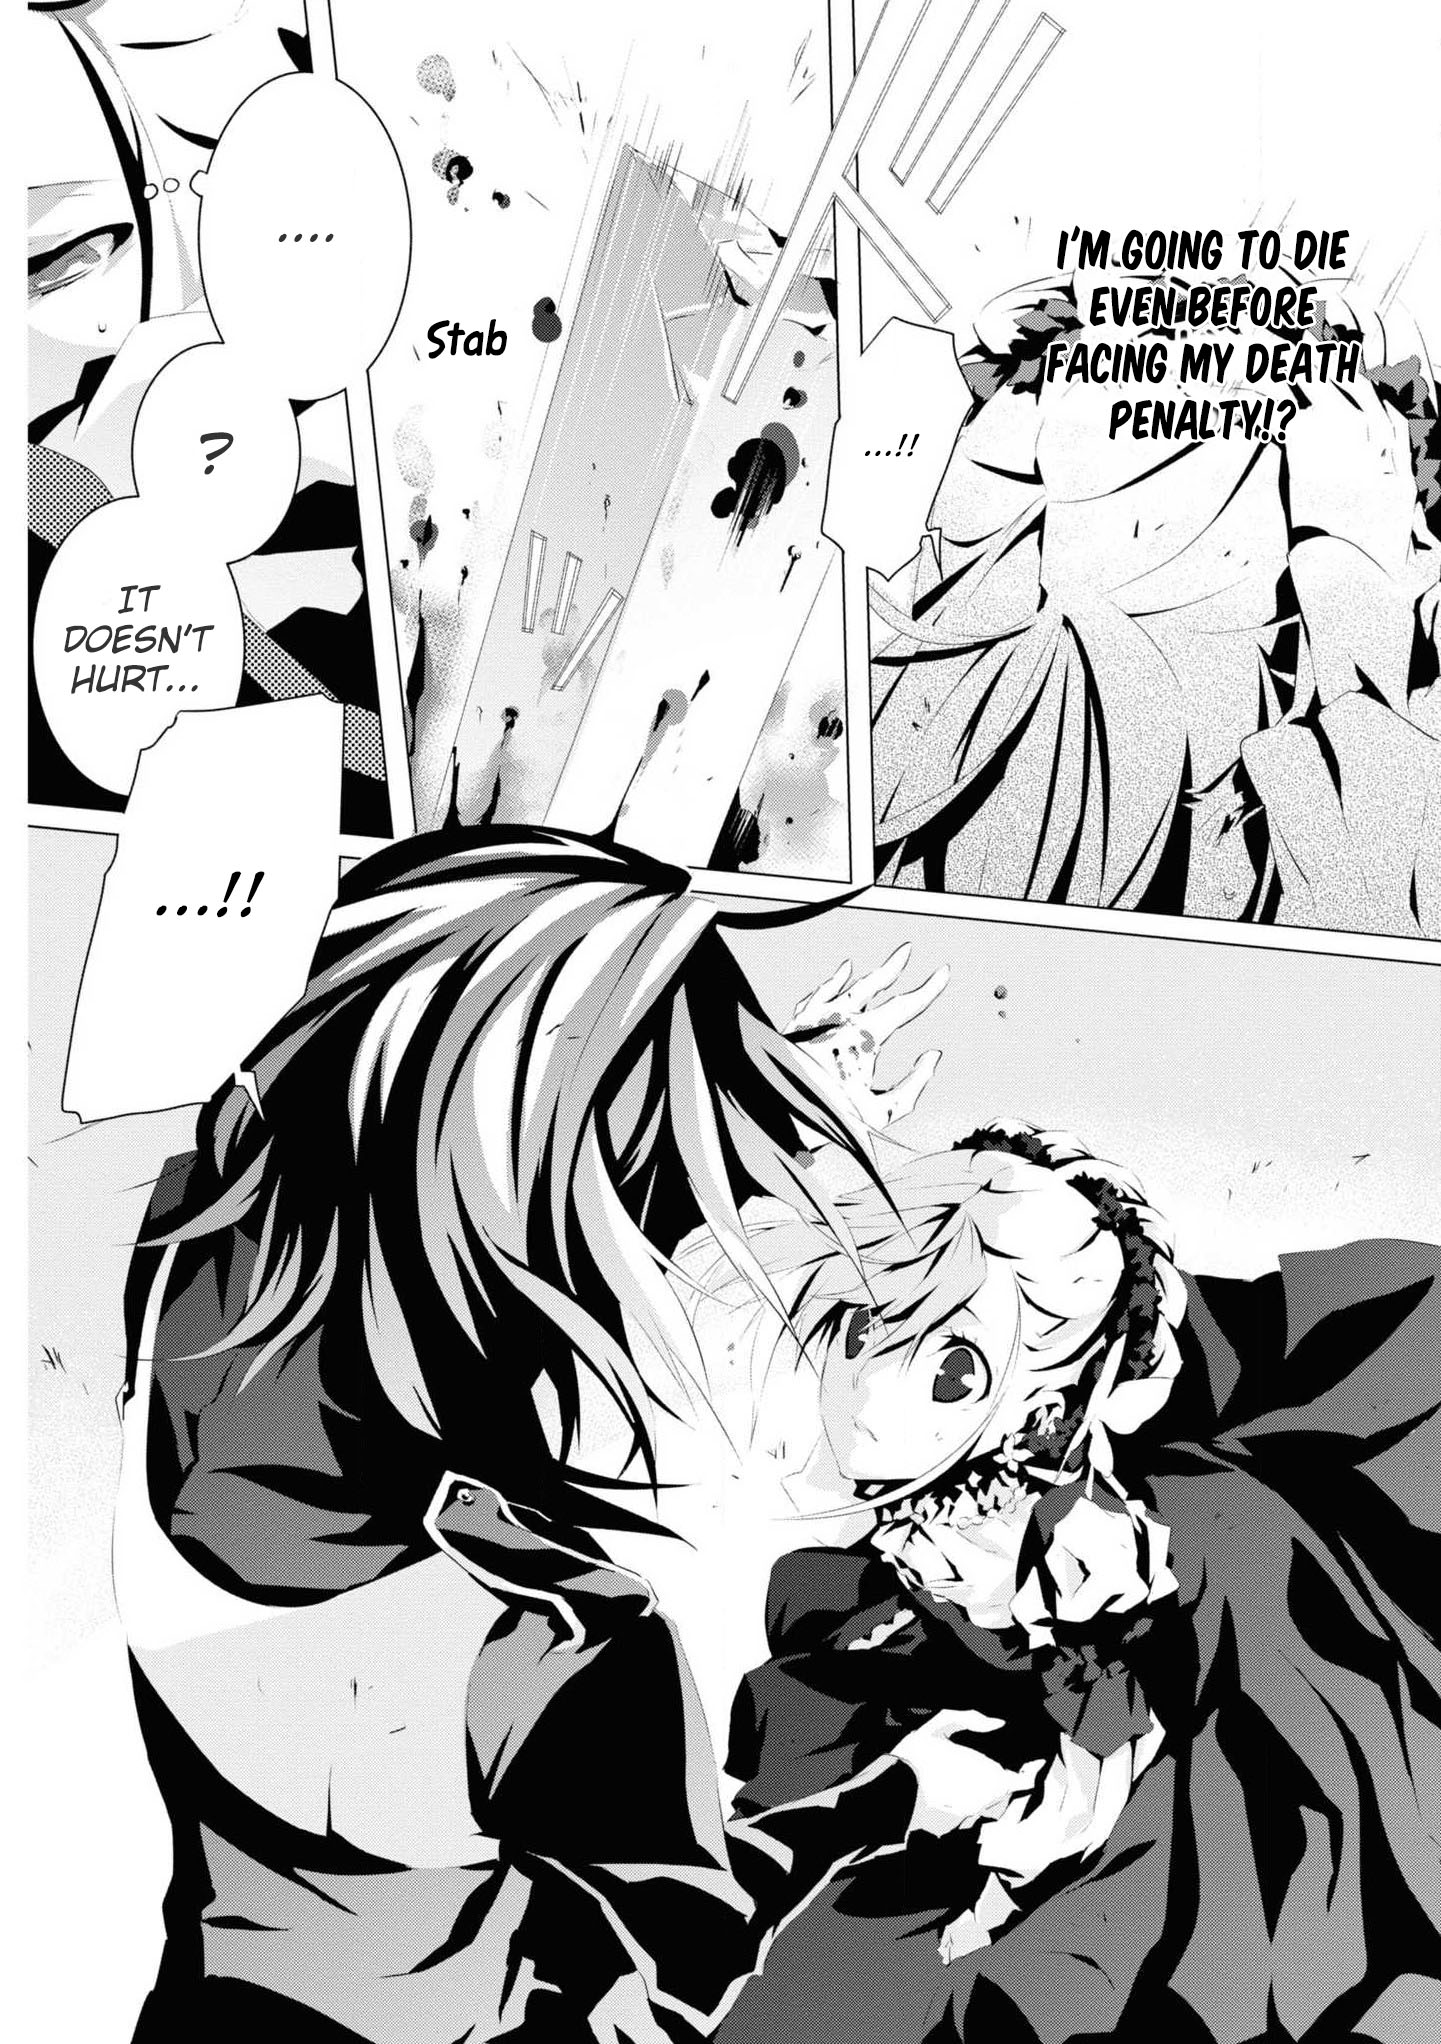 I'M GOING TO DIE
EVEN BEFORE
FACING MY DEATH
PENALTY!?
...!!
Stab
....
?
IT
DOESN'T
HURT...
...!!